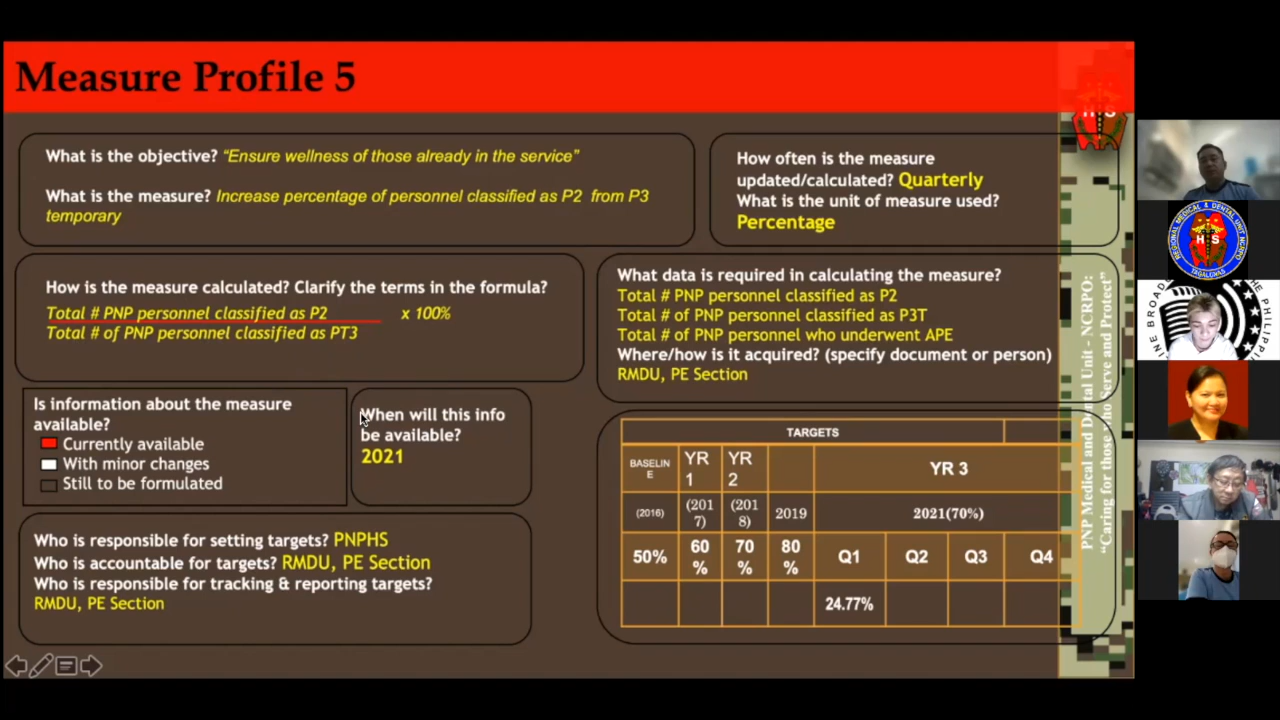 Measure Profile 5
What is the objective? “Ensure wellness of those already in the service”
What is the measure? Increase percentage of personnel classified as P2 from P3
temporary
How often is the measure
updated/calculated? Quarterly
What is the unit of measure used?
Percentage
How is the measure calculated? Clarify the terms in the formula?
Total # PNP personnel classified as P2 x 100%
Total # of PNP personnel classified as PT3
What data is required in calculating the measure?
Total # PNP personnel classified as P2
Total # of PNP personnel classified as P3T
Total # of PNP personnel who underwent APE
Where/how is it acquired? (specify document or person)
RMDU, PE Section
Is information about the measure
available?
Currently available
With minor changes
Still to be formulated
When will this info
be available?
2021
Who is responsible for setting targets? PNPHS
Who is accountable for targets? RMDU, PE Section
Who is responsible for tracking & reporting targets?
RMDU, PE Section
TARGETS
BASELIN
E
YR
1
YR
2
YR 3
(2016)
(201
7)
(201
8)
2019
2021(70%)
50%
60
%
70
%
80
%
Q1
Q2
Q3
Q4
24.77%
PNP Medical and Dental Unit - NCRPO:
“Caring for those who Serve and Protect”
H S
REGIONAL MEDICAL & DENTAL UNIT NCRPO
H S
TAGALOWAS